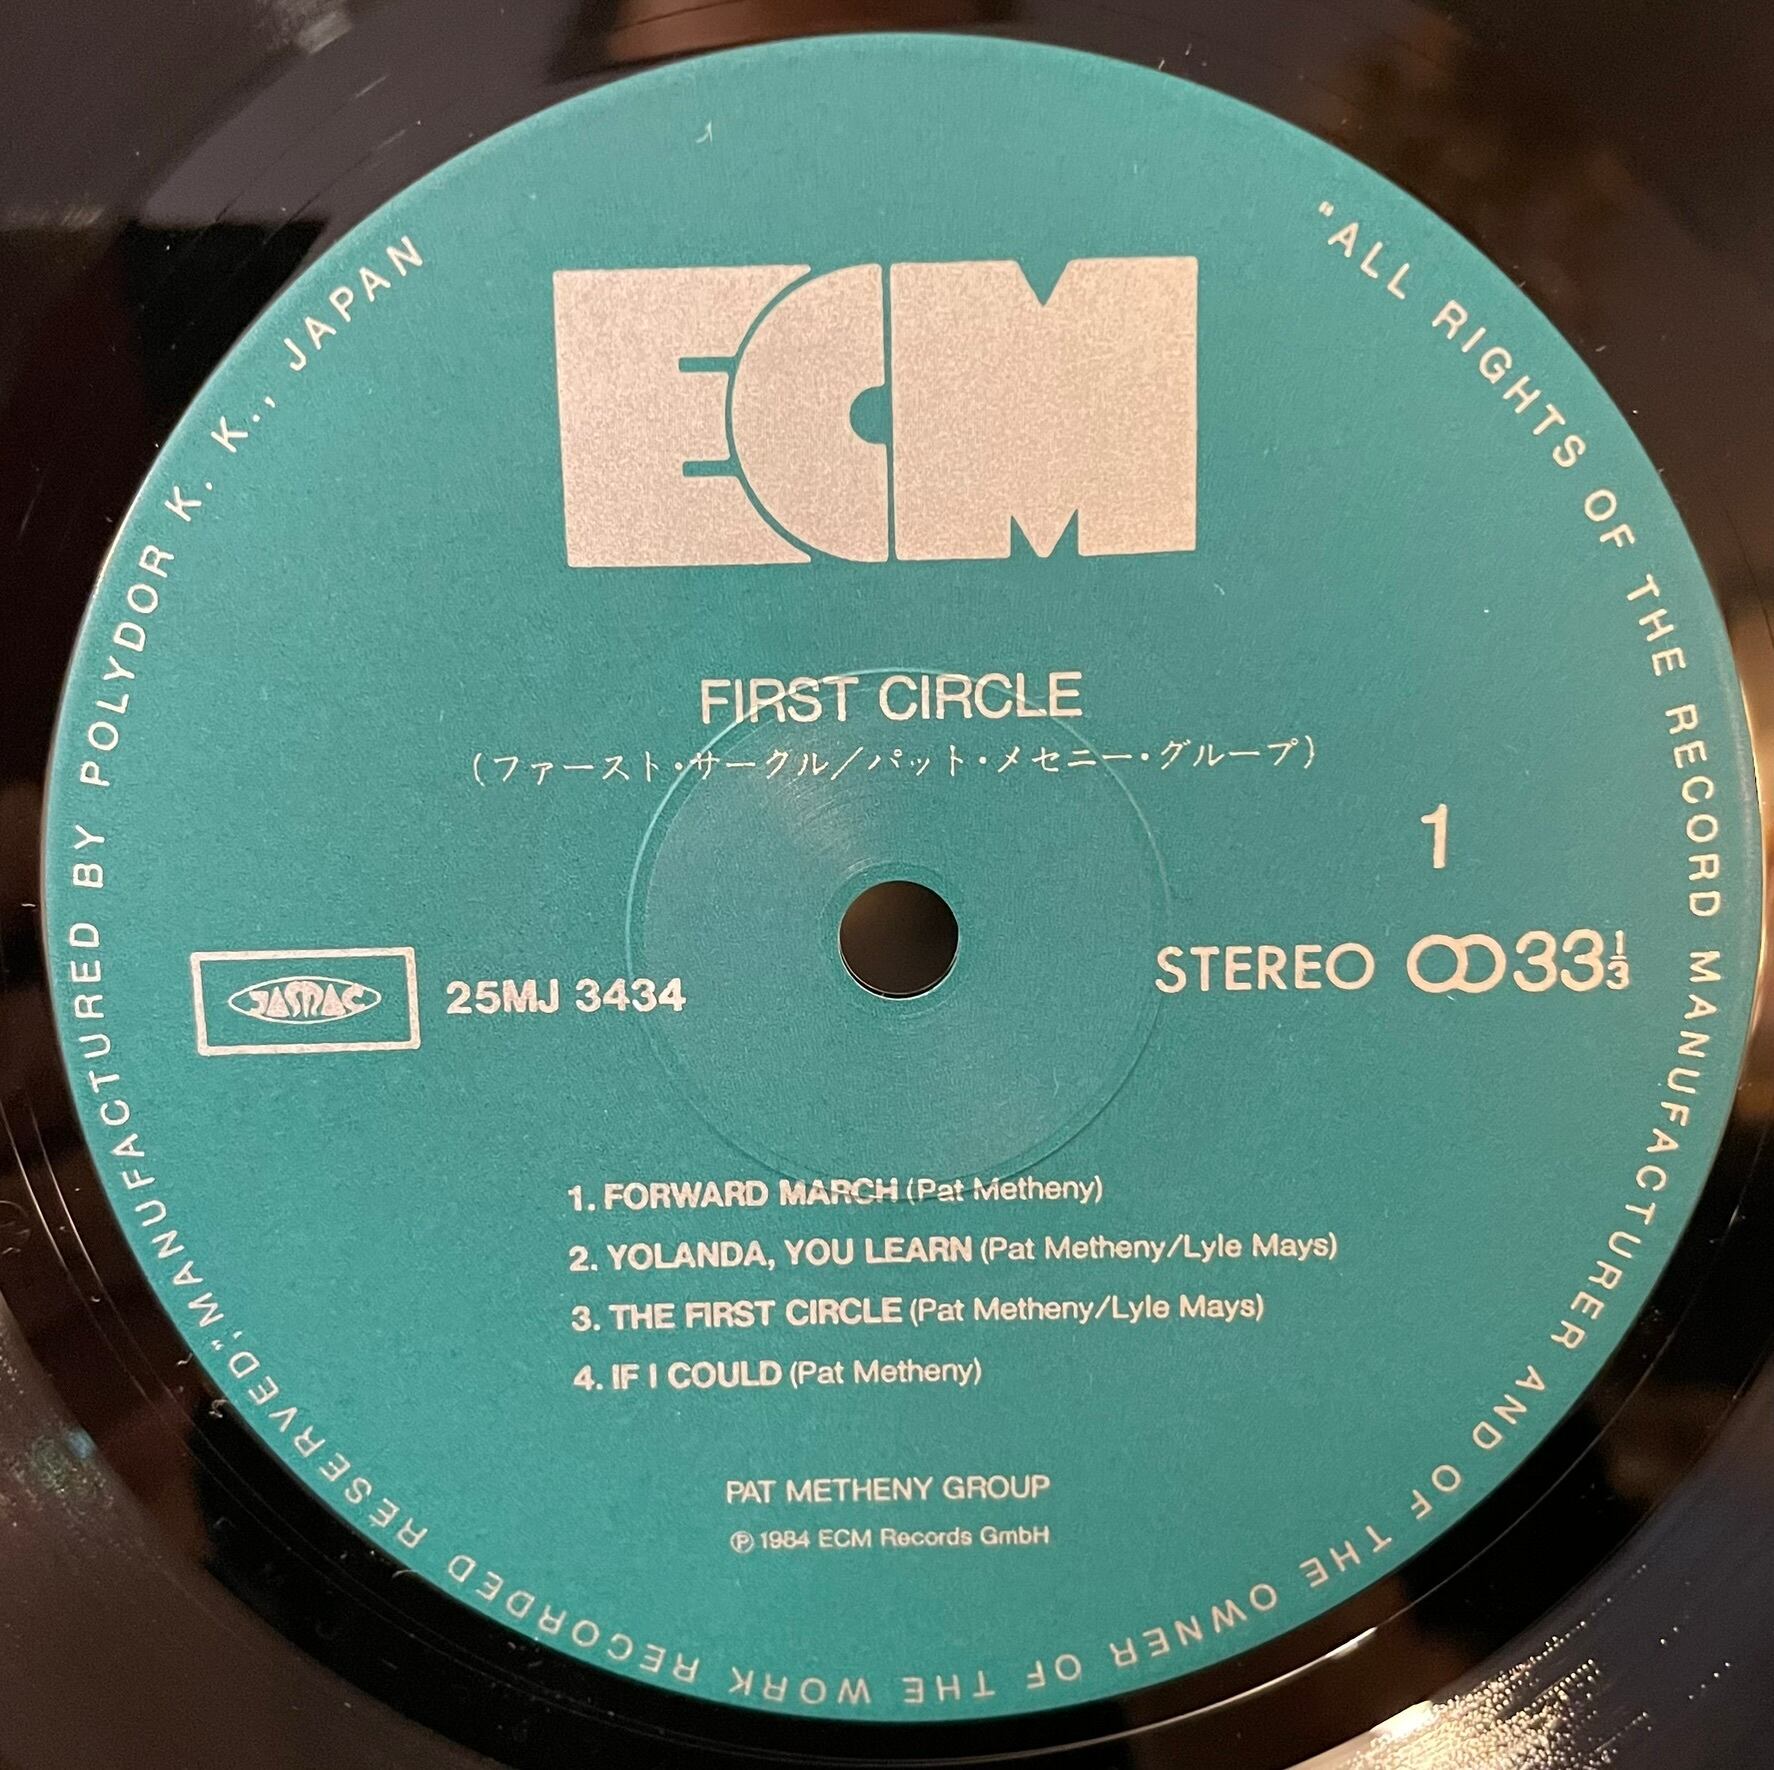 "ALL RIGHTS OF THE RECORD MANUFACTURER AND OF THE OWNER OF THE WORK RECORDED RESERVED," MANUFACTURED BY POLYDOR K. K., JAPAN
ECM
FIRST CIRCLE
(ファースト・サークル/パット・メセニー・グループ)
1
JASRAC
25MJ 3434
STEREO 33 1/3
1. FORWARD MARCH (Pat Metheny)
2. YOLANDA, YOU LEARN (Pat Metheny/Lyle Mays)
3. THE FIRST CIRCLE (Pat Metheny/Lyle Mays)
4. IF I COULD (Pat Metheny)
PAT METHENY GROUP
℗ 1984 ECM Records GmbH